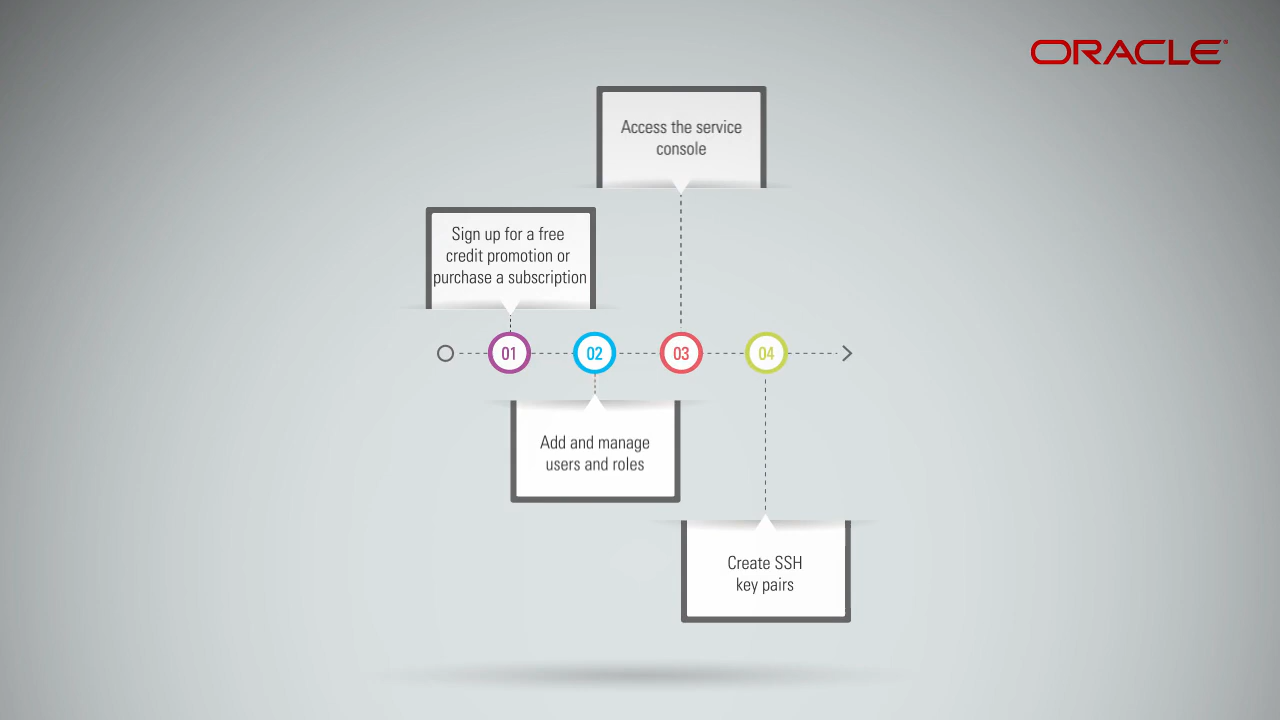 ORACLE
Access the service
console
Sign up for a free
credit promotion or
purchase a subscription
01
02
03
04
Add and manage
users and roles
Create SSH
key pairs